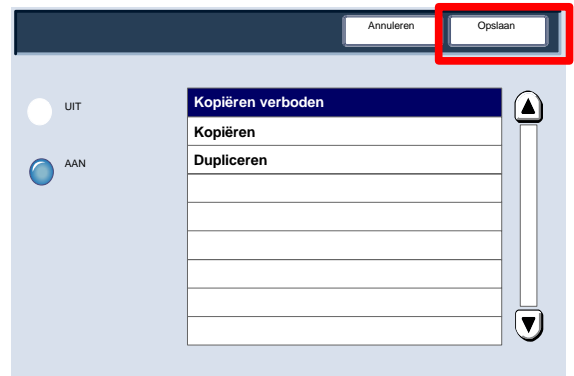 Annuleren Opslaan
UIT
AAN
Kopiëren verboden
Kopiëren
Dupliceren